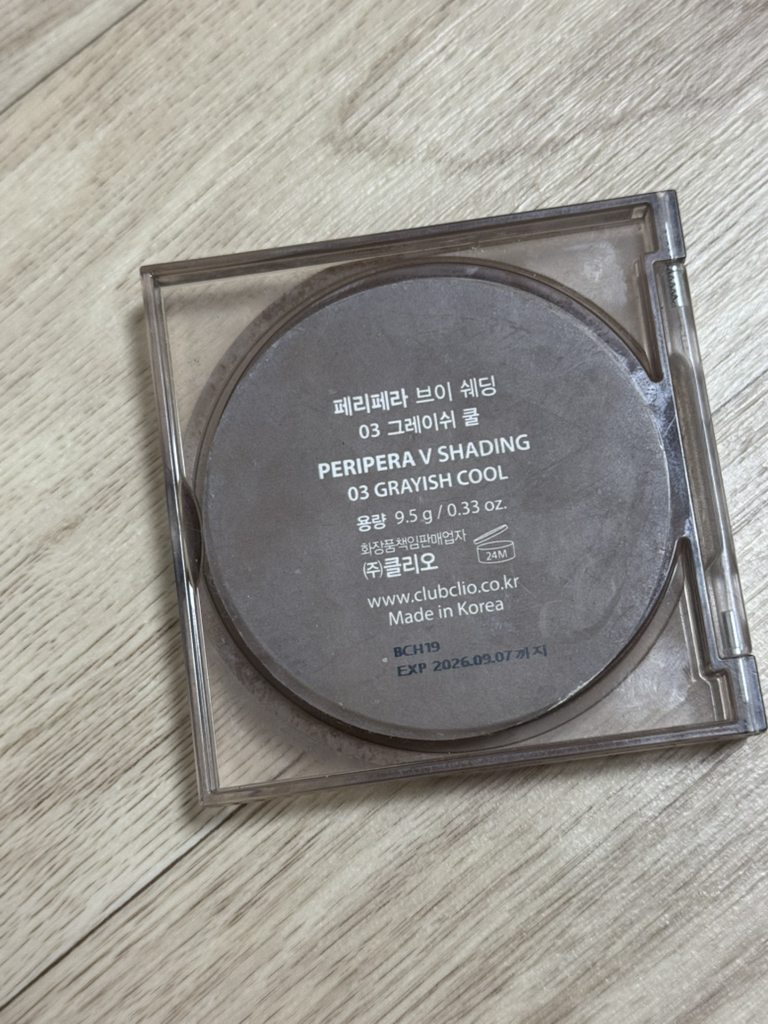 페리페라 브이 쉐딩
03 그레이쉬 쿨
PERIPERA V SHADING
03 GRAYISH COOL
용량 9.5 g / 0.33 oz.
화장품책임판매업자
㈜클리오
24M
www.clubclio.co.kr
Made in Korea
BCH19
EXP 2026.09.07 까지